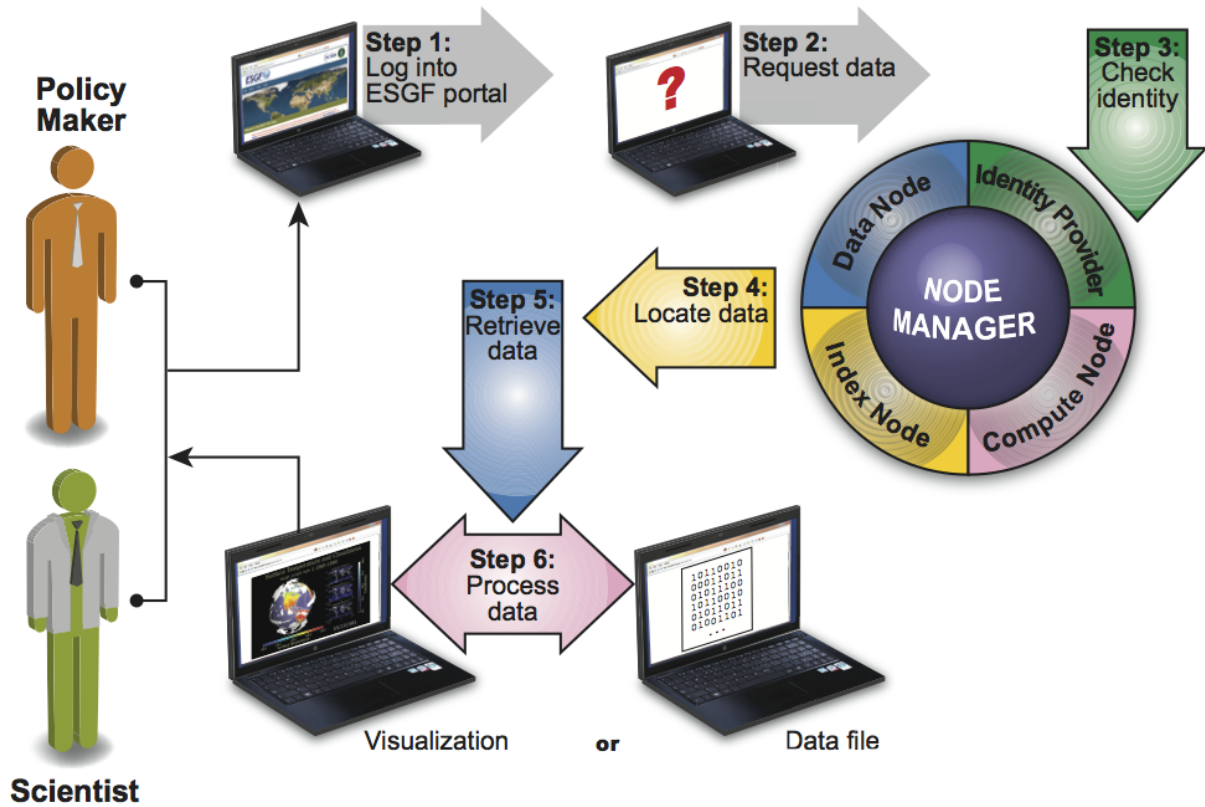 Policy
Maker
ESGF
Step 1:
Log into
ESGF portal
?
Step 2:
Request data
Step 3:
Check
identity
Data Node
Identity Provider
NODE
MANAGER
Index Node
Compute Node
Step 4:
Locate data
Step 5:
Retrieve
data
Step 6:
Process
data
10110010
00011011
01011100
10110010
01011011
01001101
...
Visualization
or
Data file
Scientist